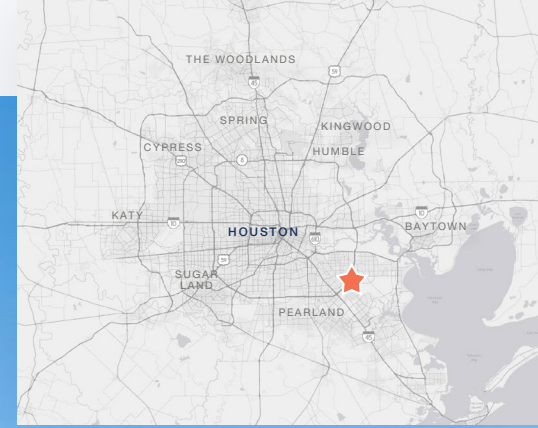 THE WOODLANDS
59
45
SPRING
KINGWOOD
CYPRESS
HUMBLE
290
6
KATY
10
10
HOUSTON
BAYTOWN
610
59
SUGAR
LAND
PEARLAND
45